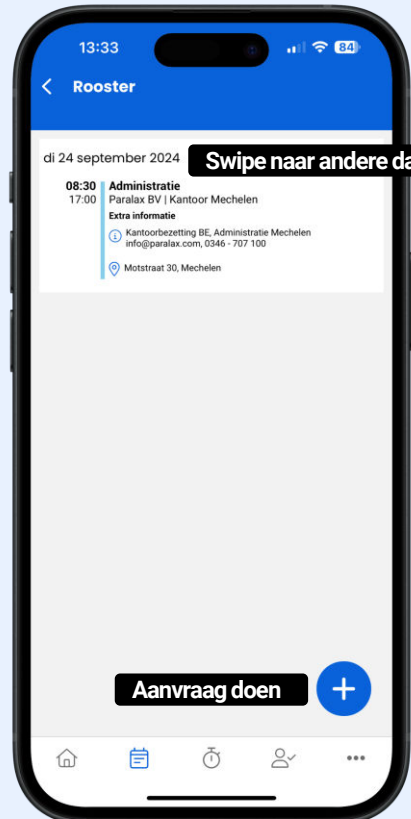 13:33
84
Rooster
di 24 september 2024
Swipe naar andere da
08:30 Administratie
17:00 Paralax BV | Kantoor Mechelen
Extra informatie
Kantoorbezetting BE, Administratie Mechelen
info@paralax.com, 0346 - 707 100
Motstraat 30, Mechelen
Aanvraag doen